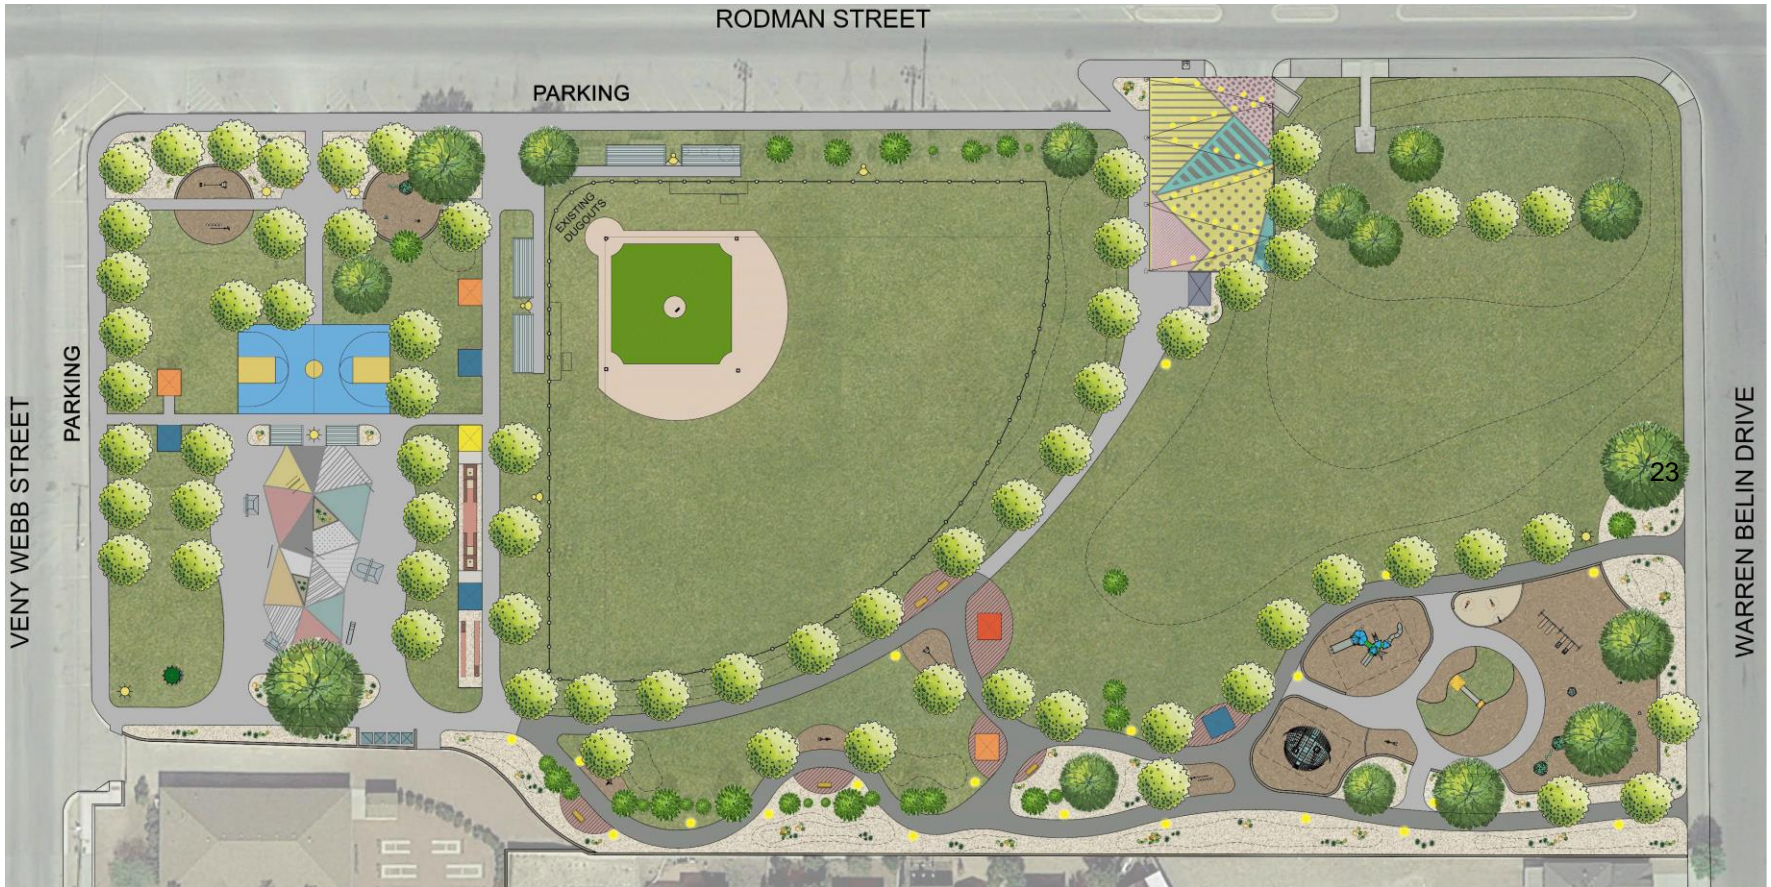 RODMAN STREET
PARKING
EXISTING
DUGOUTS
PARKING
VENY WEBB STREET
WARREN BELIN DRIVE
23